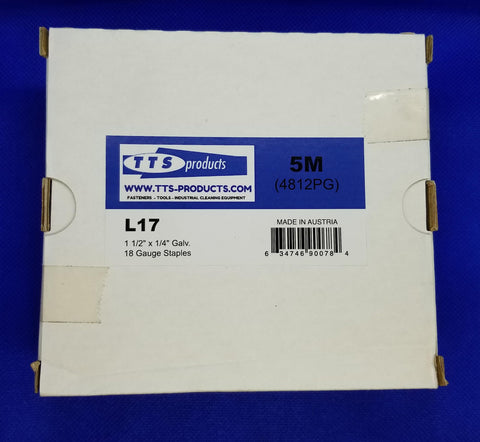 TTS products
WWW.TTS-PRODUCTS.COM
FASTENERS - TOOLS - INDUSTRIAL CLEANING EQUIPMENT
5M
(4812PG)
L17
1 1/2" x 1/4" Galv.
18 Gauge Staples
MADE IN AUSTRIA
6 34746 90078 4